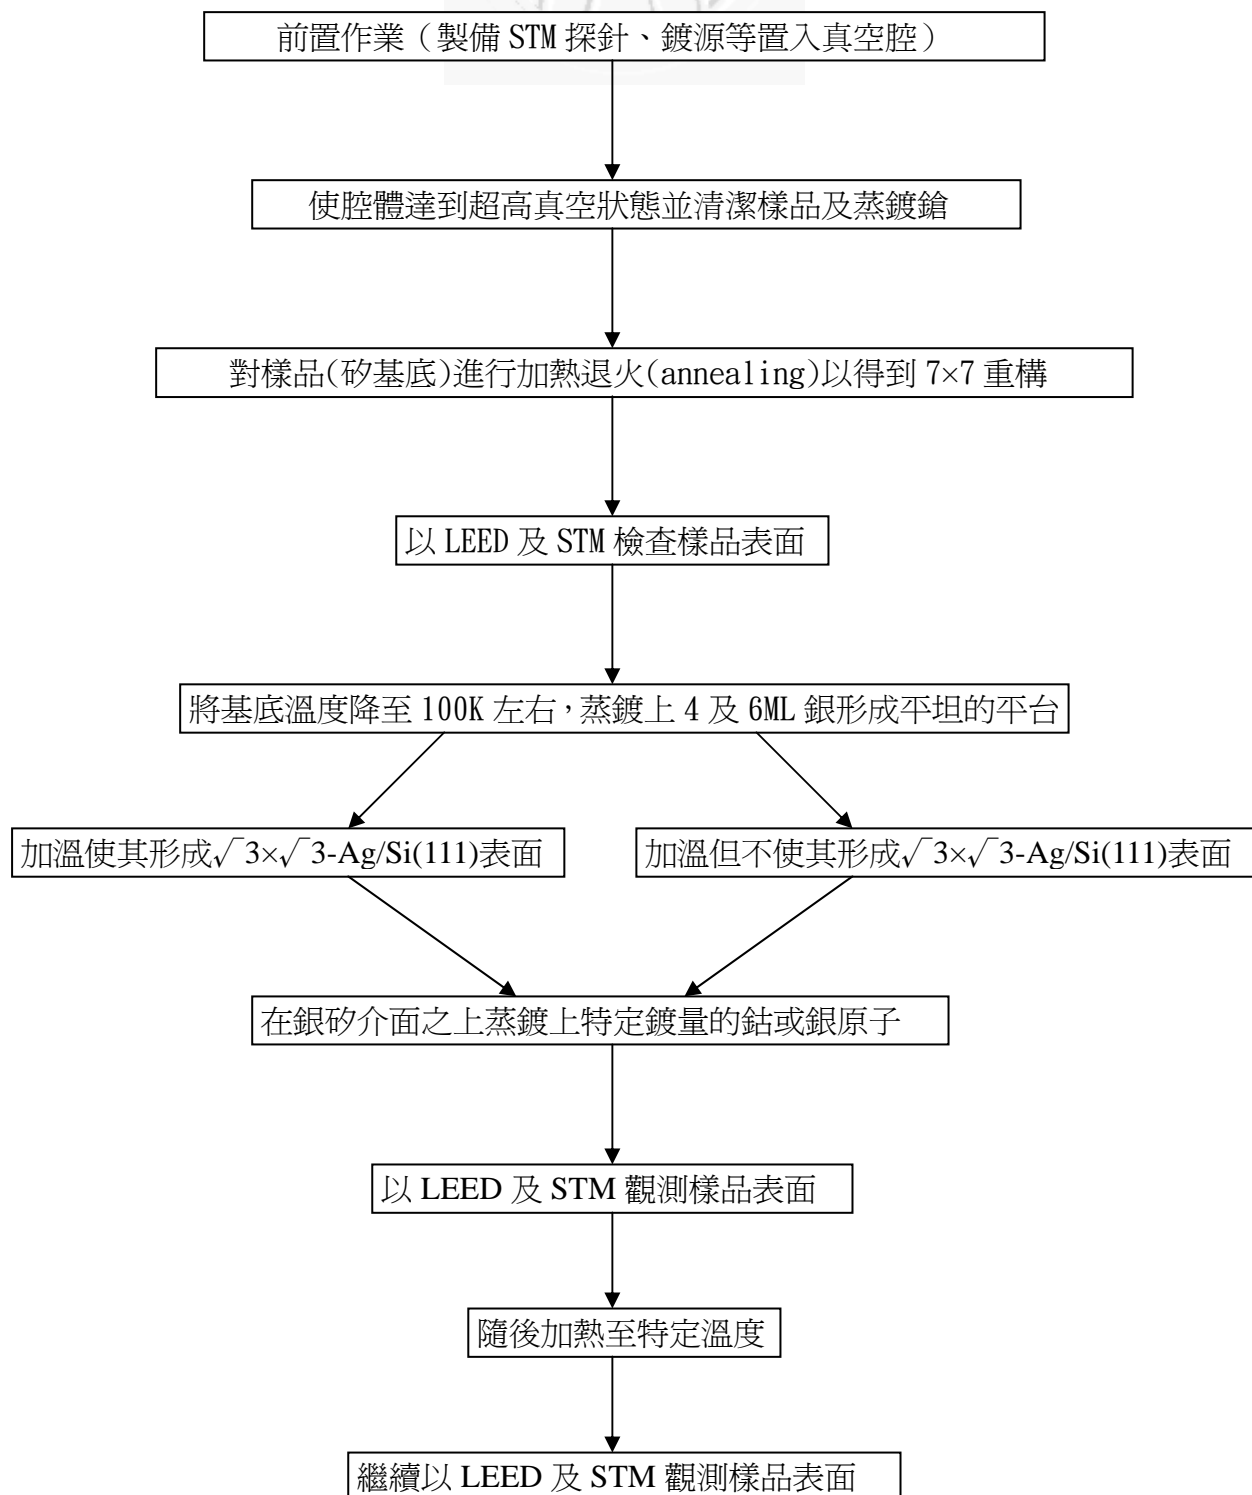 前置作業（製備 STM 探針、鍍源等置入真空腔）
使腔體達到超高真空狀態並清潔樣品及蒸鍍鎗
對樣品(矽基底)進行加熱退火(annealing)以得到 7×7 重構
以 LEED 及 STM 檢查樣品表面
將基底溫度降至 100K 左右，蒸鍍上 4 及 6ML 銀形成平坦的平台
加溫使其形成√3×√3-Ag/Si(111)表面
加溫但不使其形成√3×√3-Ag/Si(111)表面
在銀矽介面之上蒸鍍上特定鍍量的鈷或銀原子
以 LEED 及 STM 觀測樣品表面
隨後加熱至特定溫度
繼續以 LEED 及 STM 觀測樣品表面